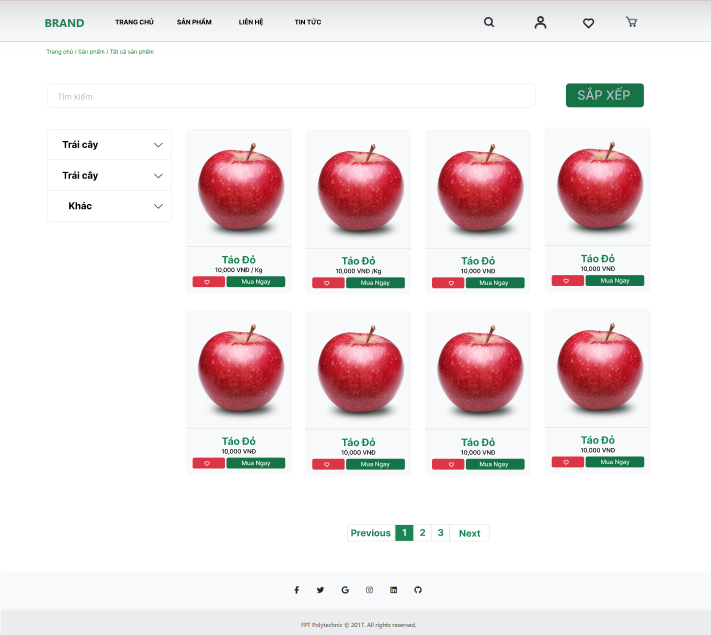 BRAND
TRANG CHỦ
SẢN PHẨM
LIÊN HỆ
TIN TỨC
Trang chủ / Sản phẩm / Tất cả sản phẩm
Tìm kiếm
SẮP XẾP
Trái cây
Trái cây
Khác
Táo Đỏ
10,000 VNĐ / Kg
Mua Ngay
Táo Đỏ
10,000 VNĐ /Kg
Mua Ngay
Táo Đỏ
10,000 VNĐ
Mua Ngay
Táo Đỏ
10,000 VNĐ
Mua Ngay
Táo Đỏ
10,000 VNĐ
Mua Ngay
Táo Đỏ
10,000 VNĐ
Mua Ngay
Táo Đỏ
10,000 VNĐ
Mua Ngay
Táo Đỏ
10,000 VNĐ
Mua Ngay
Previous 1 2 3 Next
FPT Polytechnic © 2017. All rights reserved.